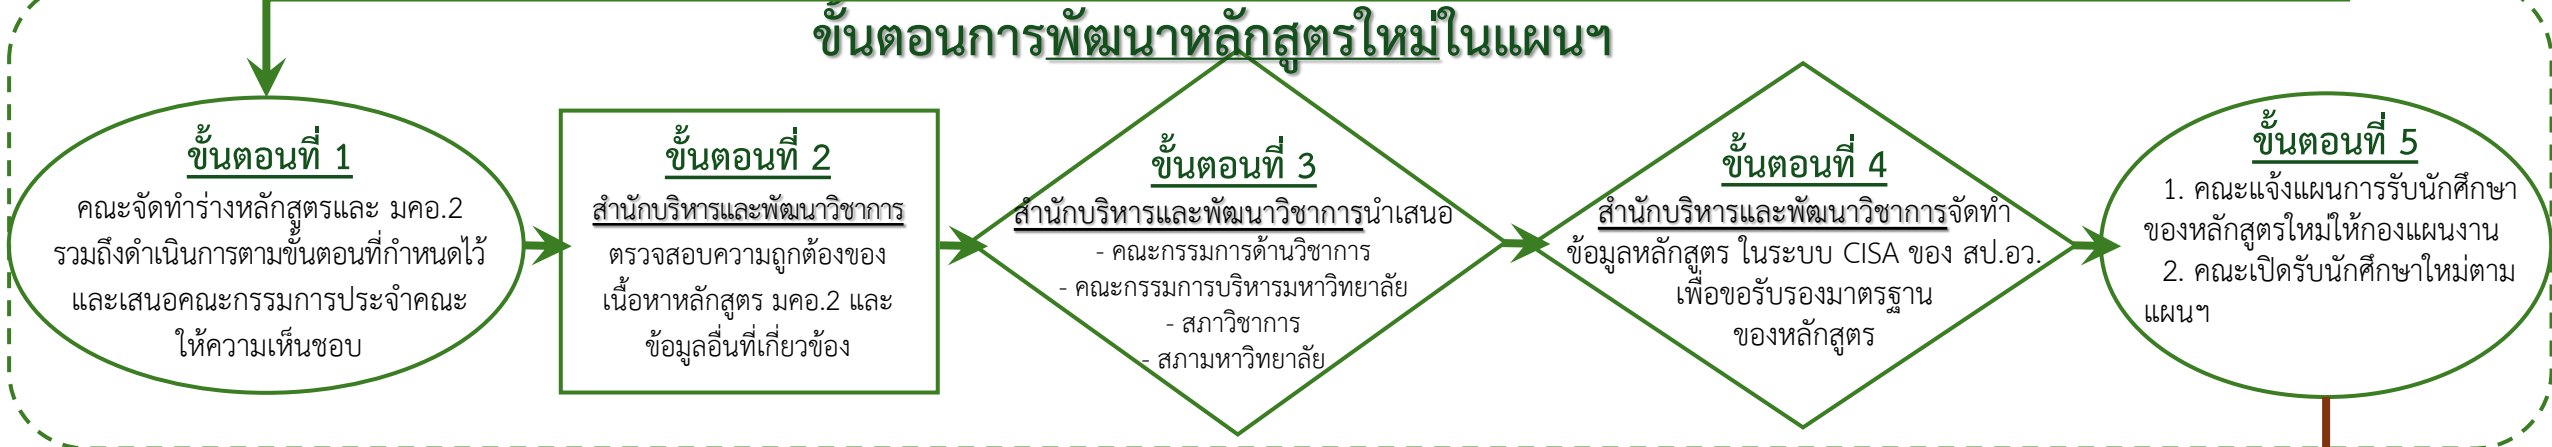 ขั้นตอนการพัฒนาหลักสูตรใหม่ในแผนฯ
ขั้นตอนที่ 1
คณะจัดทำร่างหลักสูตรและ มคอ.2
รวมถึงดำเนินการตามขั้นตอนที่กำหนดไว้
และเสนอคณะกรรมการประจำคณะ
ให้ความเห็นชอบ
ขั้นตอนที่ 2
สำนักบริหารและพัฒนาวิชาการ
ตรวจสอบความถูกต้องของ
เนื้อหาหลักสูตร มคอ.2 และ
ข้อมูลอื่นที่เกี่ยวข้อง
ขั้นตอนที่ 3
สำนักบริหารและพัฒนาวิชาการนำเสนอ
- คณะกรรมการด้านวิชาการ
- คณะกรรมการบริหารมหาวิทยาลัย
- สภาวิชาการ
- สภามหาวิทยาลัย
ขั้นตอนที่ 4
สำนักบริหารและพัฒนาวิชาการจัดทำ
ข้อมูลหลักสูตร ในระบบ CISA ของ สป.อว.
เพื่อขอรับรองมาตรฐาน
ของหลักสูตร
ขั้นตอนที่ 5
1. คณะแจ้งแผนการรับนักศึกษา
ของหลักสูตรใหม่ให้กองแผนงาน
2. คณะเปิดรับนักศึกษาใหม่ตาม
แผนฯ